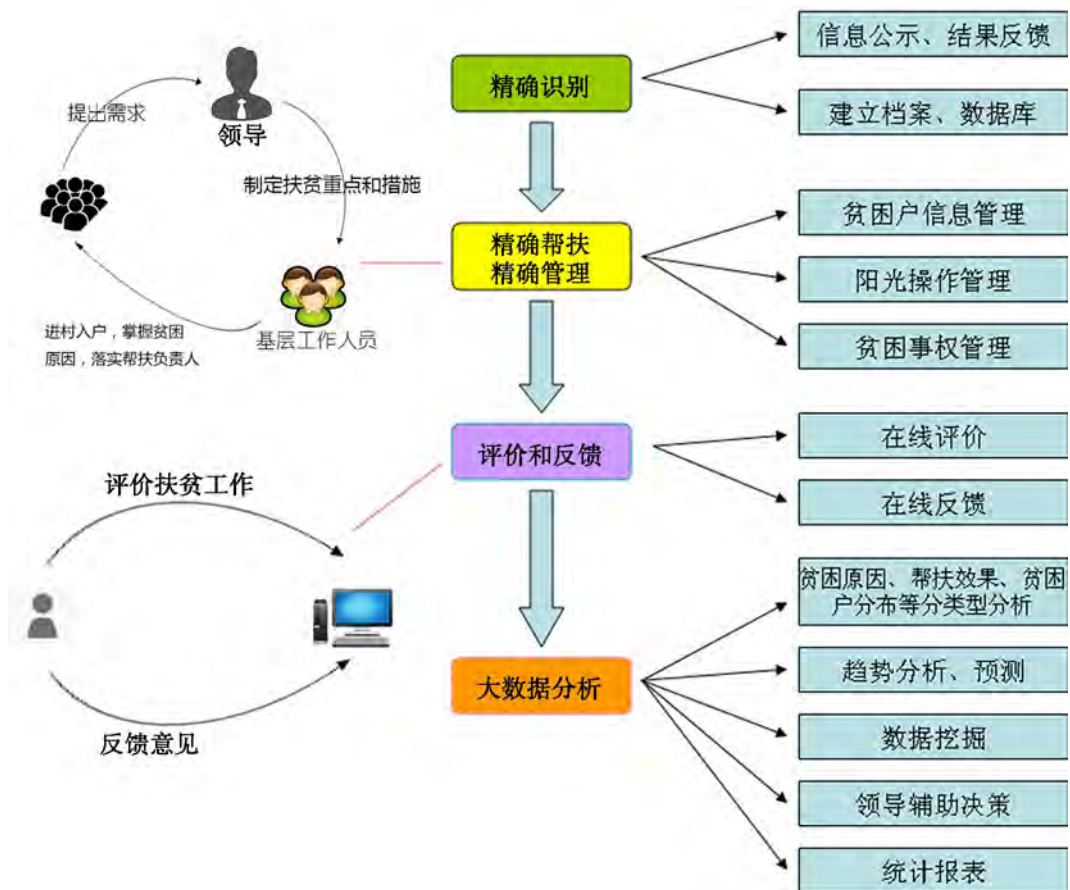 提出需求
领导
制定扶贫重点和措施
基层工作人员
进村入户，掌握贫困
原因，落实帮扶负责人
精确识别
信息公示、结果反馈
建立档案、数据库
精确帮扶
精确管理
贫困户信息管理
阳光操作管理
贫困事权管理
评价和反馈
在线评价
在线反馈
评价扶贫工作
反馈意见
大数据分析
贫困原因、帮扶效果、贫困
户分布等分类型分析
趋势分析、预测
数据挖掘
领导辅助决策
统计报表